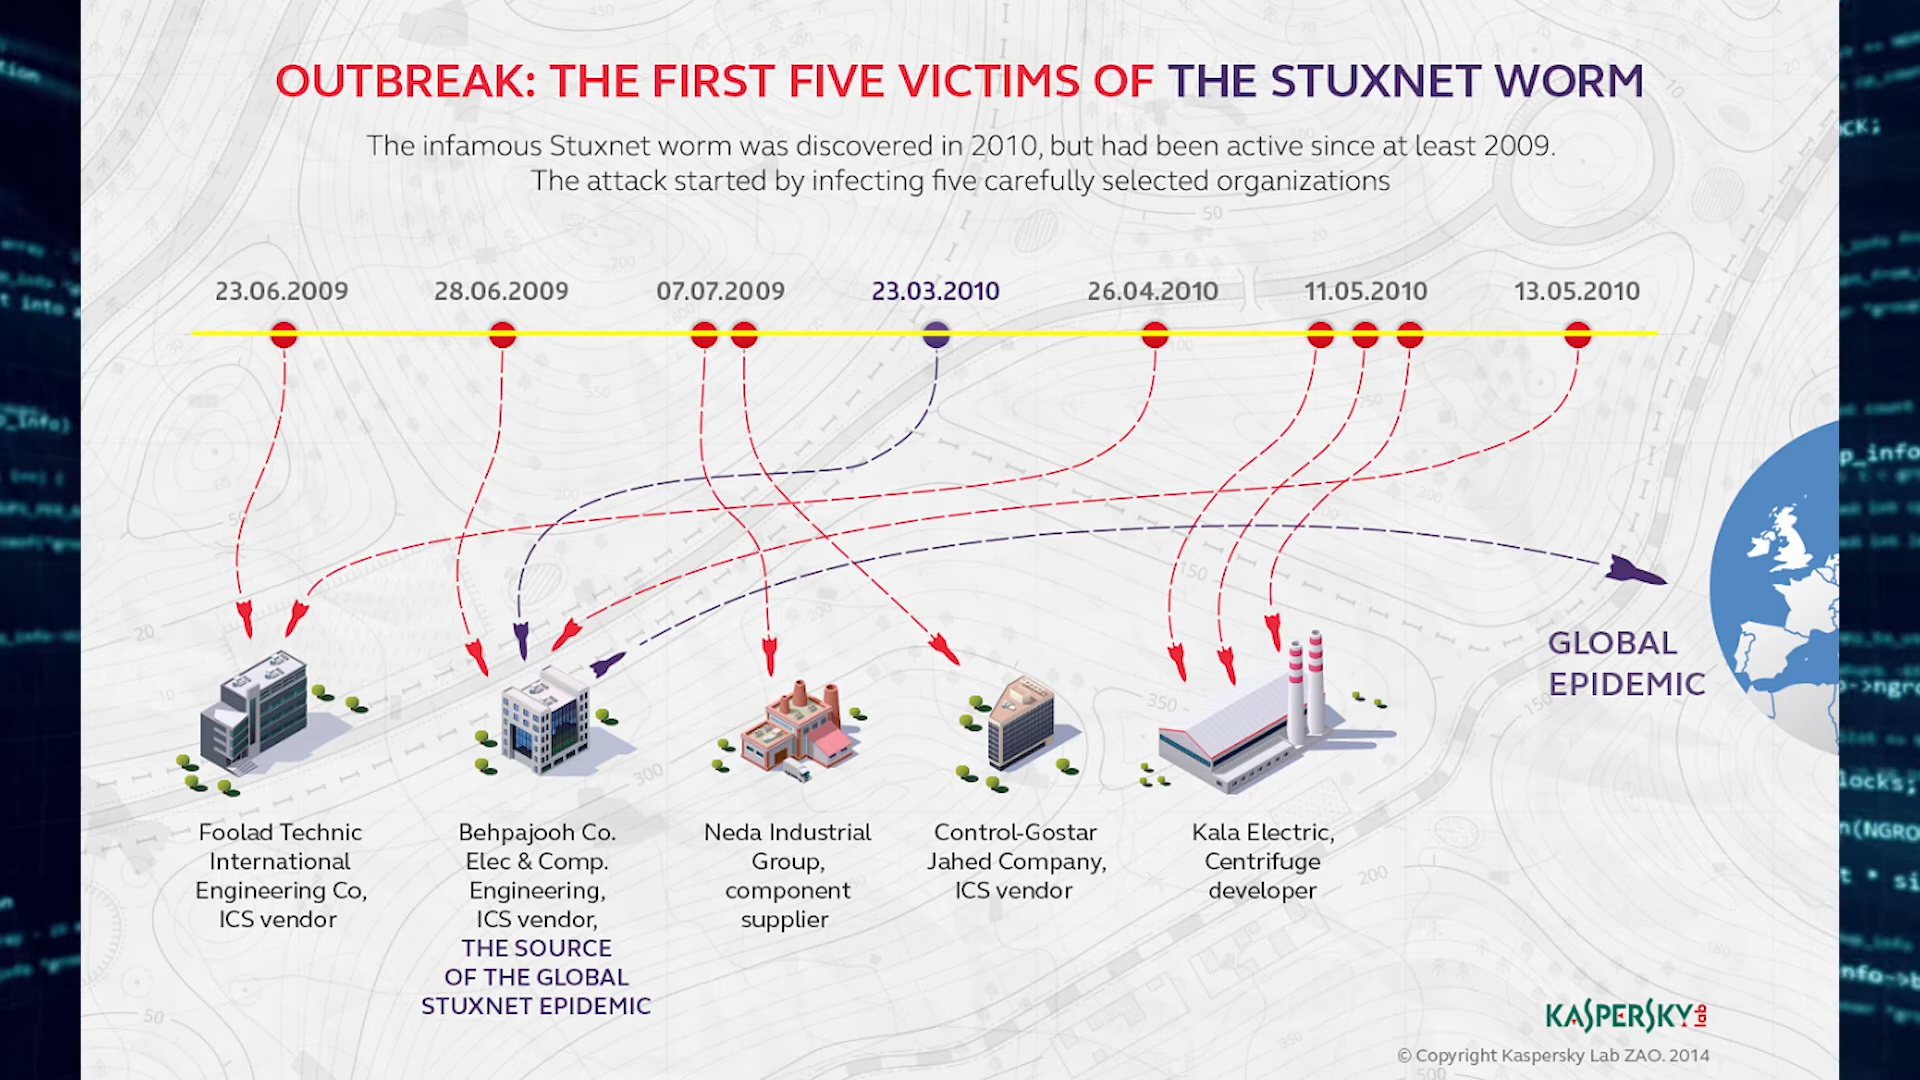 OUTBREAK: THE FIRST FIVE VICTIMS OF THE STUXNET WORM
The infamous Stuxnet worm was discovered in 2010, but had been active since at least 2009.
The attack started by infecting five carefully selected organizations
23.06.2009
28.06.2009
07.07.2009
23.03.2010
26.04.2010
11.05.2010
13.05.2010
GLOBAL
EPIDEMIC
Foolad Technic
International
Engineering Co,
ICS vendor
Behpajooh Co.
Elec & Comp.
Engineering,
ICS vendor,
THE SOURCE
OF THE GLOBAL
STUXNET EPIDEMIC
Neda Industrial
Group,
component
supplier
Control-Gostar
Jahed Company,
ICS vendor
Kala Electric,
Centrifuge
developer
KASPERSKY lab
© Copyright Kaspersky Lab ZAO. 2014